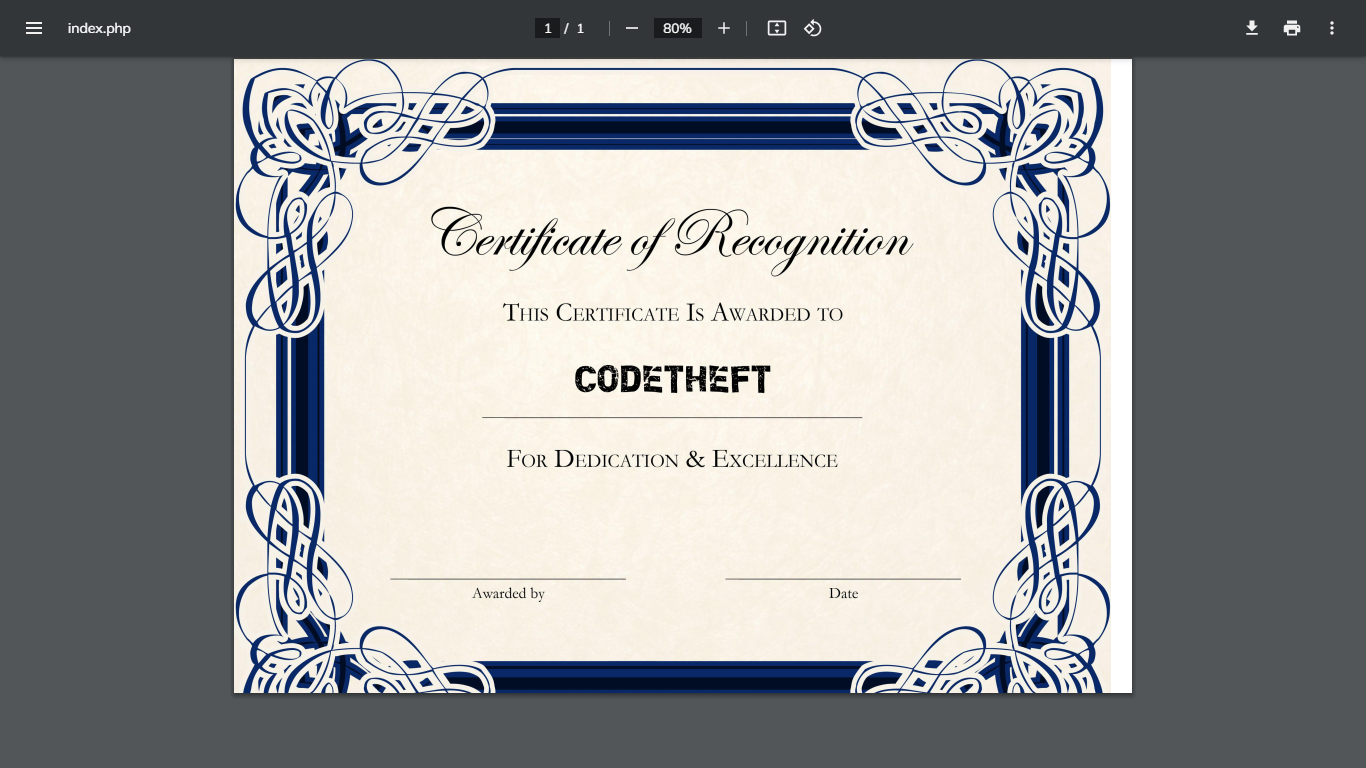 index.php
1 / 1
80%
Certificate of Recognition
This Certificate Is Awarded to
CODETHEFT
For Dedication & Excellence
Awarded by
Date